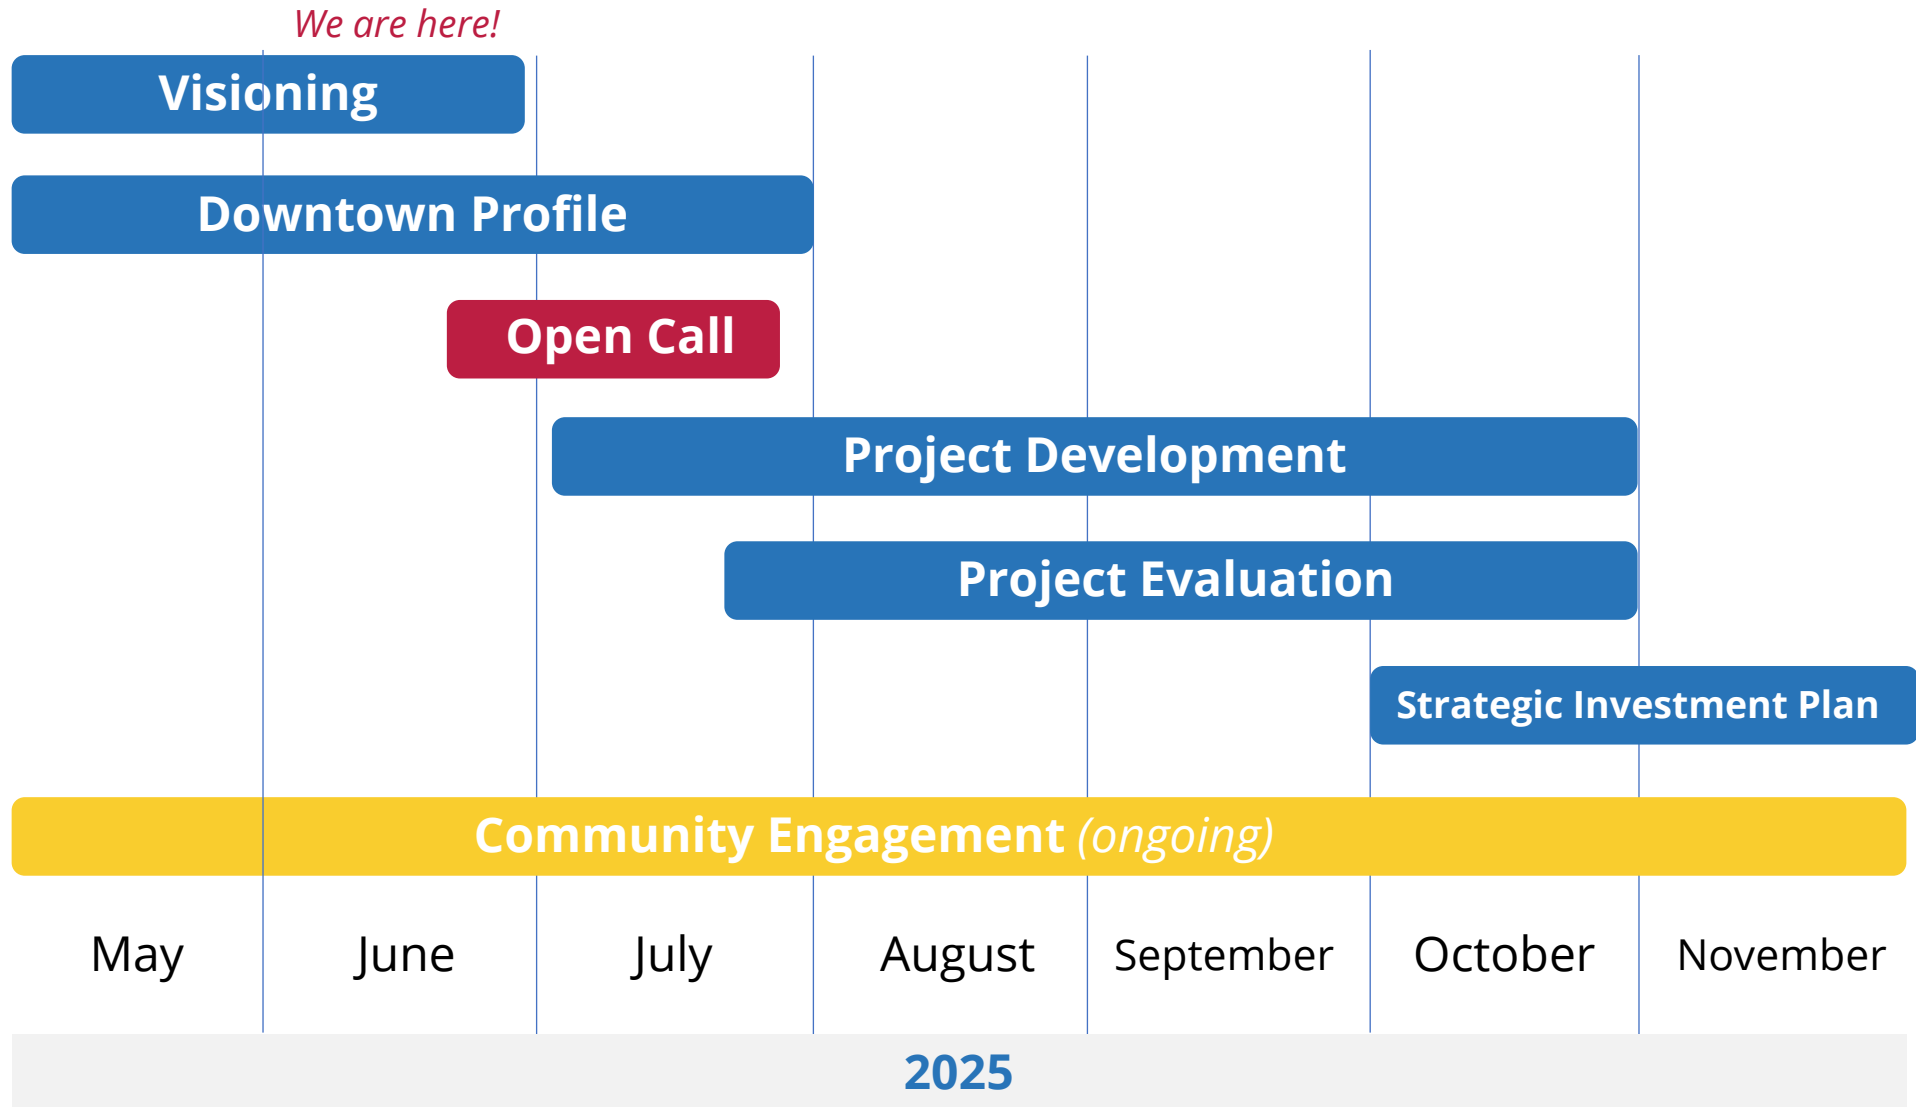 We are here!
Visioning
Downtown Profile
Open Call
Project Development
Project Evaluation
Strategic Investment Plan
Community Engagement (ongoing)
May June July August September October November
2025